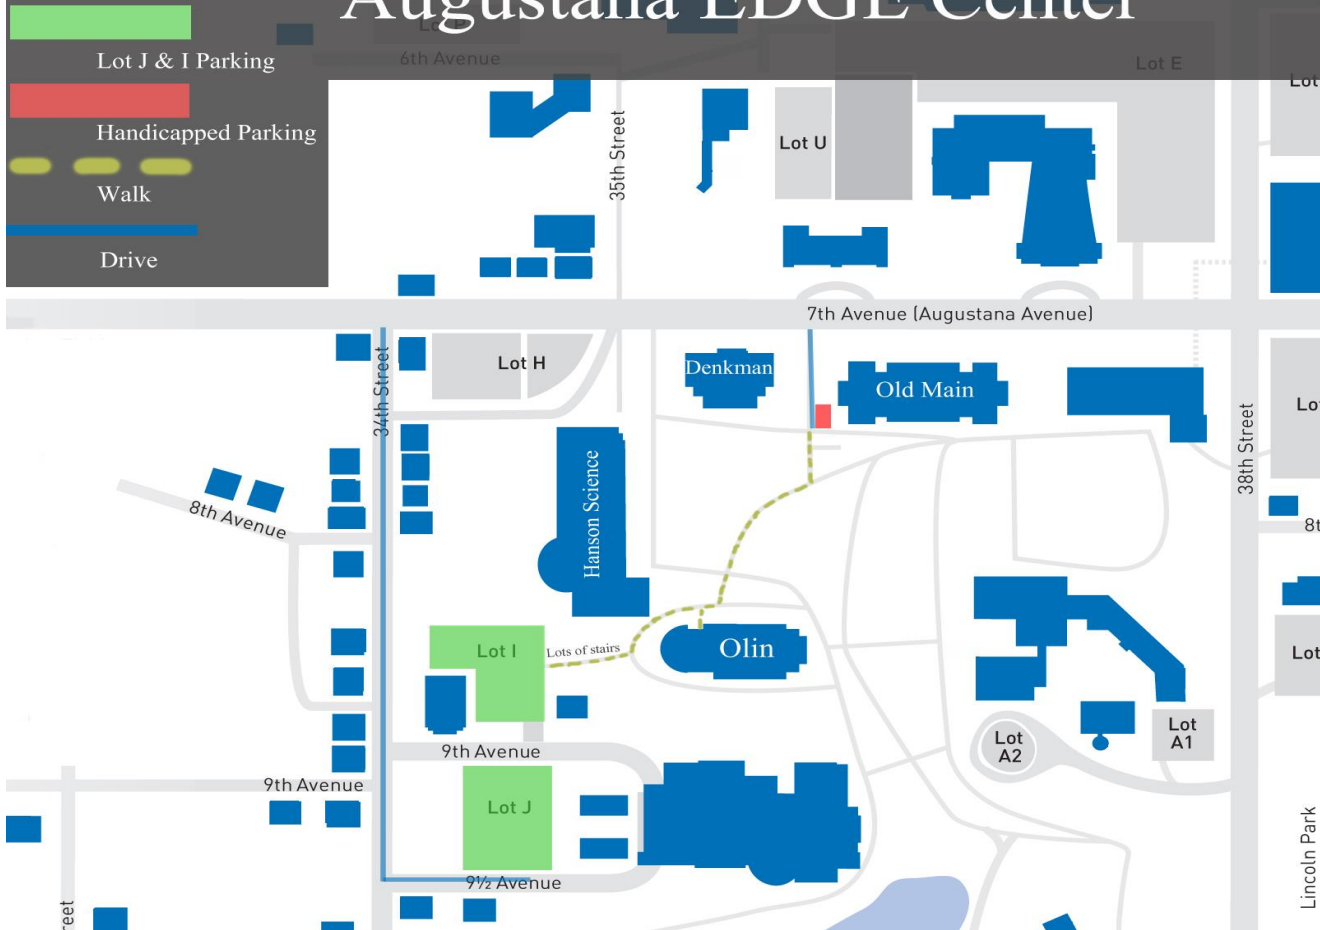 Augustana EDGE Center
Lot J & I Parking
Handicapped Parking
Walk
Drive
6th Avenue
Lot E
Lot
35th Street
Lot U
7th Avenue (Augustana Avenue)
34th Street
Lot H
Denkman
Old Main
38th Street
8th Avenue
Hanson Science
Lot I
Lots of stairs
Olin
Lot
Lot
A2
Lot
A1
9th Avenue
9th Avenue
Lot J
9½ Avenue
Lincoln Park